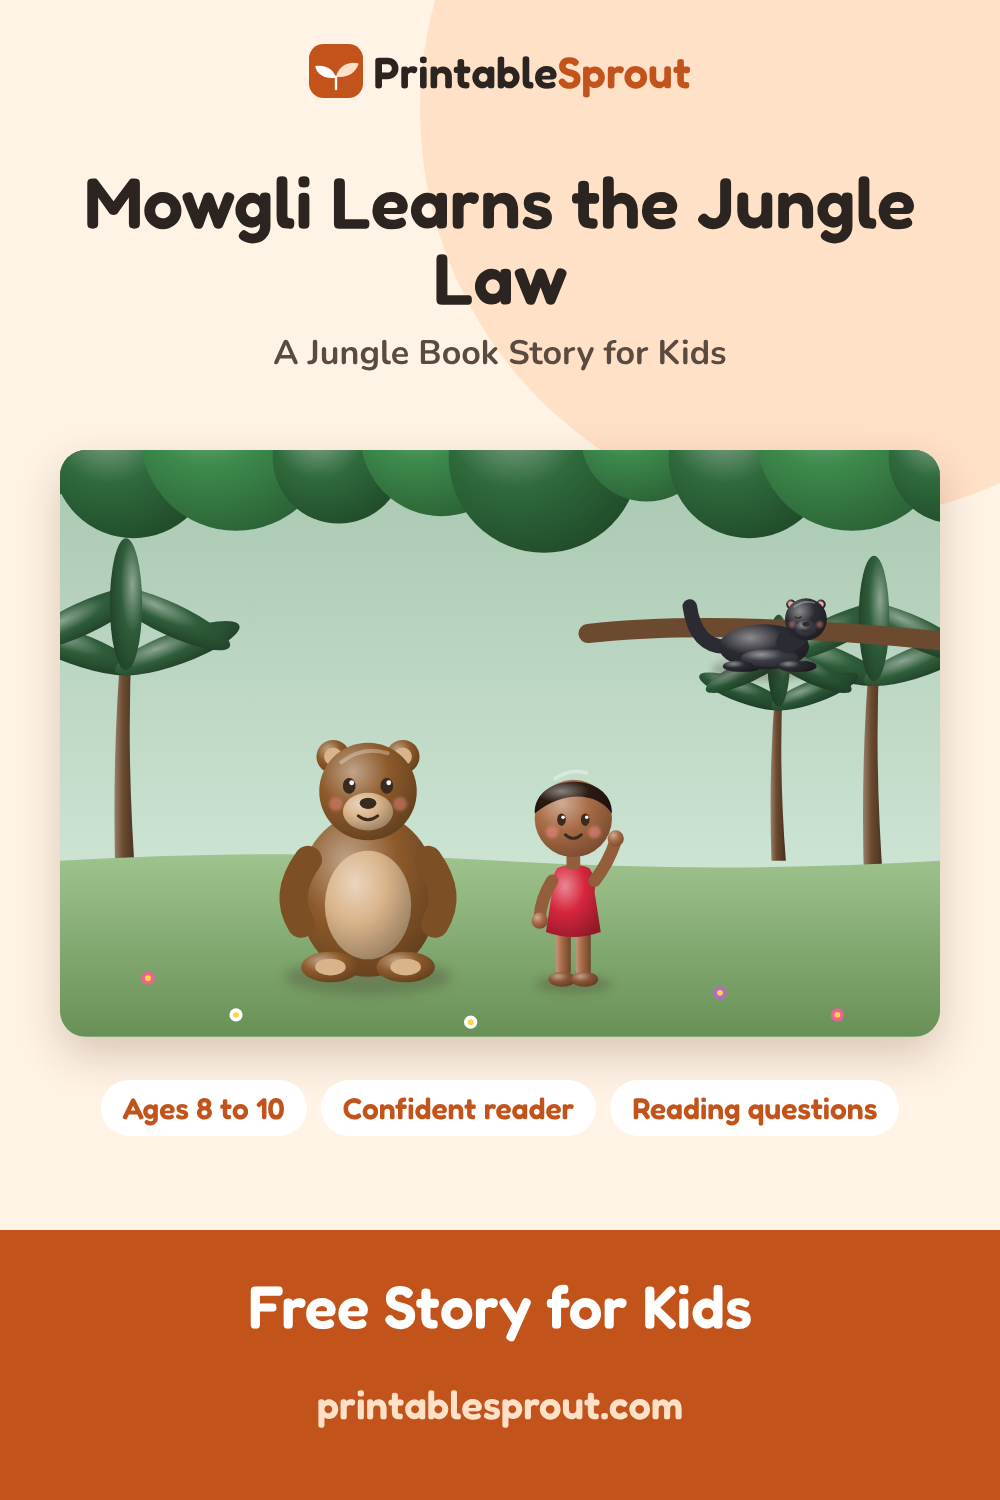 PrintableSprout
Mowgli Learns the Jungle
Law
A Jungle Book Story for Kids
Ages 8 to 10
Confident reader
Reading questions
Free Story for Kids
printablesprout.com